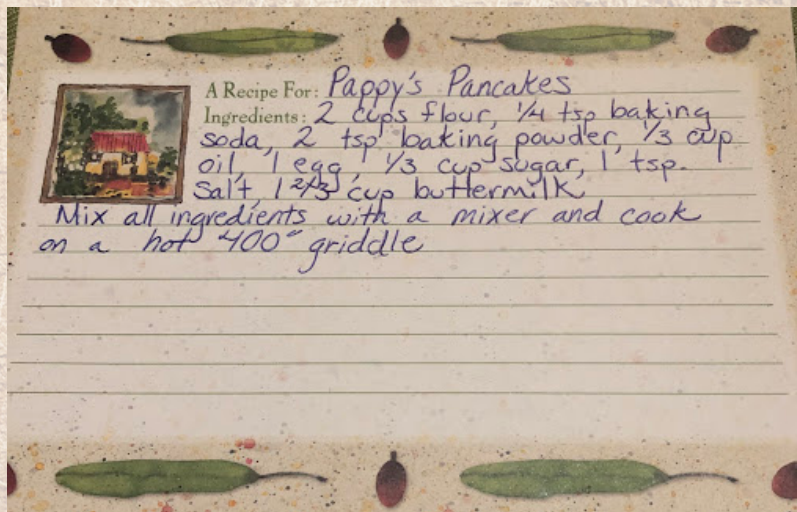 A Recipe For: Pappy's Pancakes
Ingredients: 2 cups flour, 1/4 tsp baking
soda, 2 tsp baking powder, 1/3 cup
oil, 1 egg, 1/3 cup sugar, 1 tsp.
Salt, 1 2/3 cup buttermilk
Mix all ingredients with a mixer and cook
on a hot 400° griddle